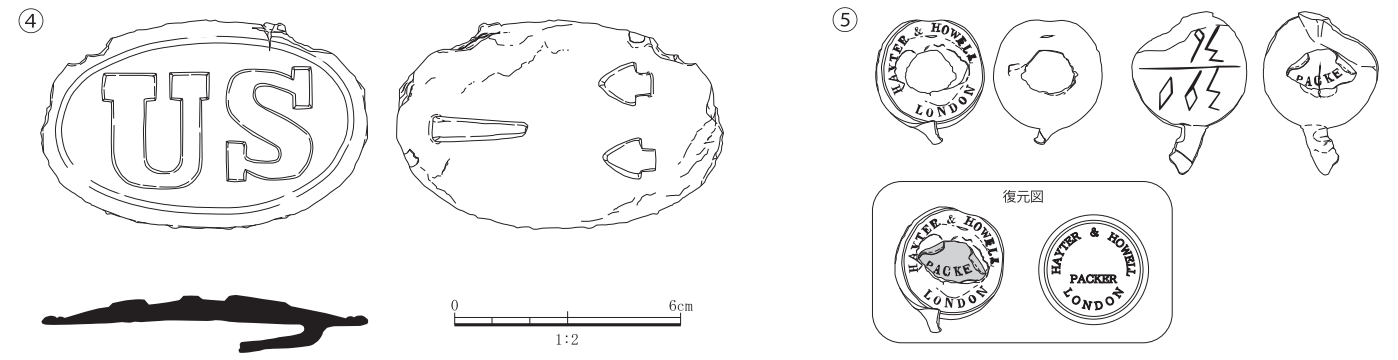 ④
US
0 6cm
1:2
⑤
HAYTER & HOWELL
LONDON
PACKE
復元図
HAYTER & HOWELL
PACKE
LONDON
HAYTER & HOWELL
PACKER
LONDON